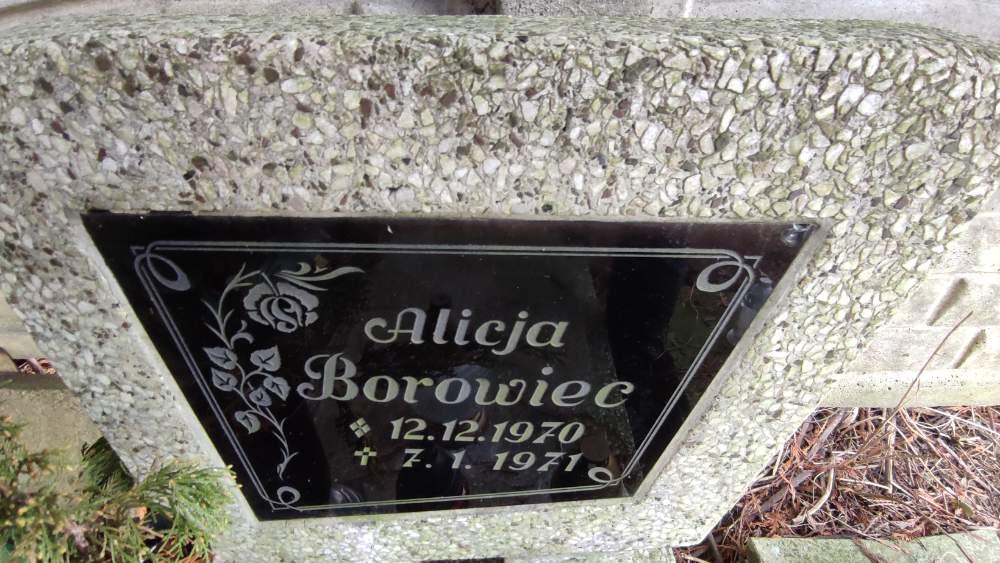 Alicja
Borowiec
12.12.1970
✝ 7. 1. 1971